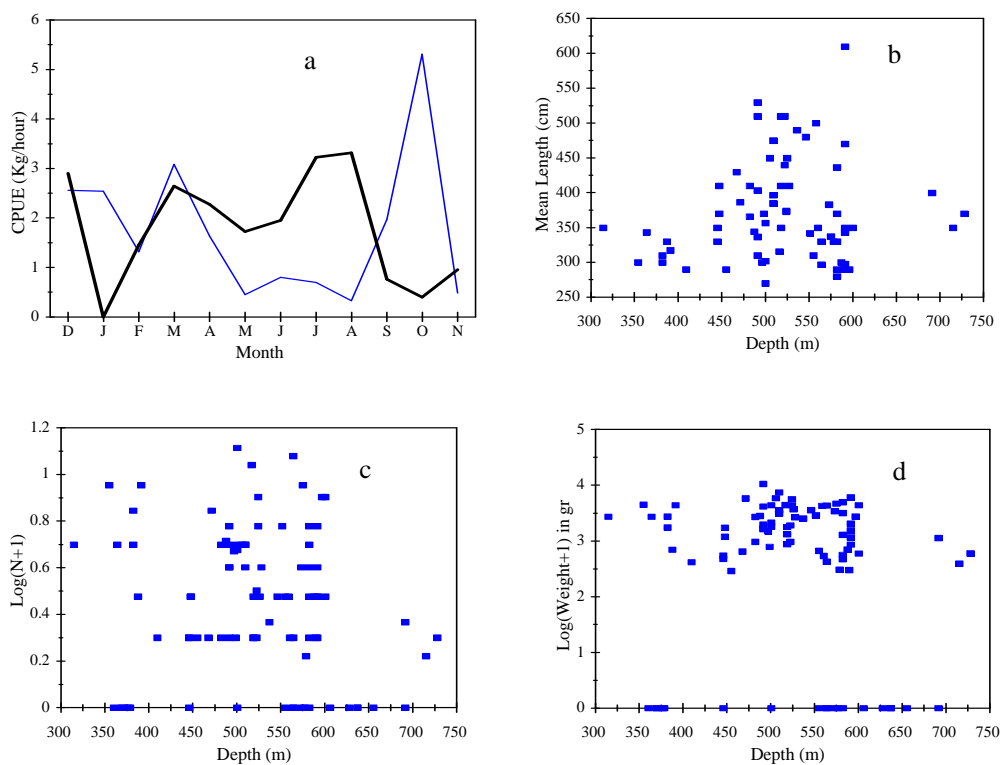 a
CPUE (Kg/hour)
6
5
4
3
2
1
0
D J F M A M J J A S O N
Month
b
Mean Length (cm)
650
600
550
500
450
400
350
300
250
300 350 400 450 500 550 600 650 700 750
Depth (m)
c
Log(N+1)
1.2
1
0.8
0.6
0.4
0.2
0
300 350 400 450 500 550 600 650 700 750
Depth (m)
d
Log(Weight+1) in gr
5
4
3
2
1
0
300 350 400 450 500 550 600 650 700 750
Depth (m)